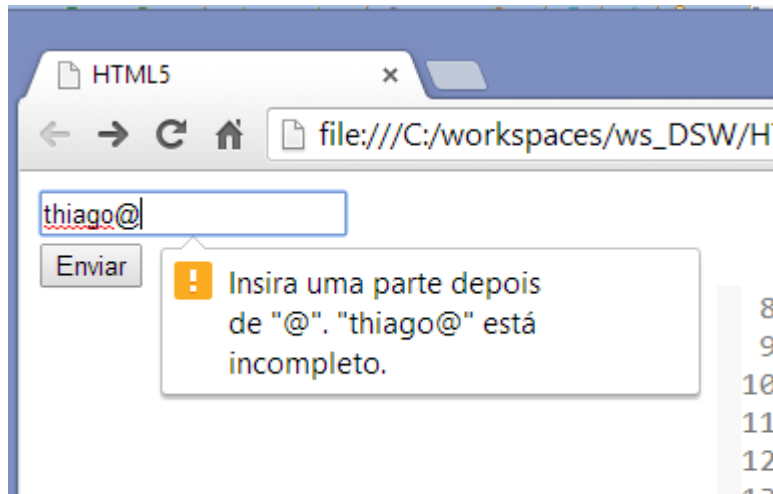 HTML5
file:///C:/workspaces/ws_DSW/H
thiago@
Enviar
Insira uma parte depois
de "@". "thiago@" está
incompleto.
8
9
10
11
12